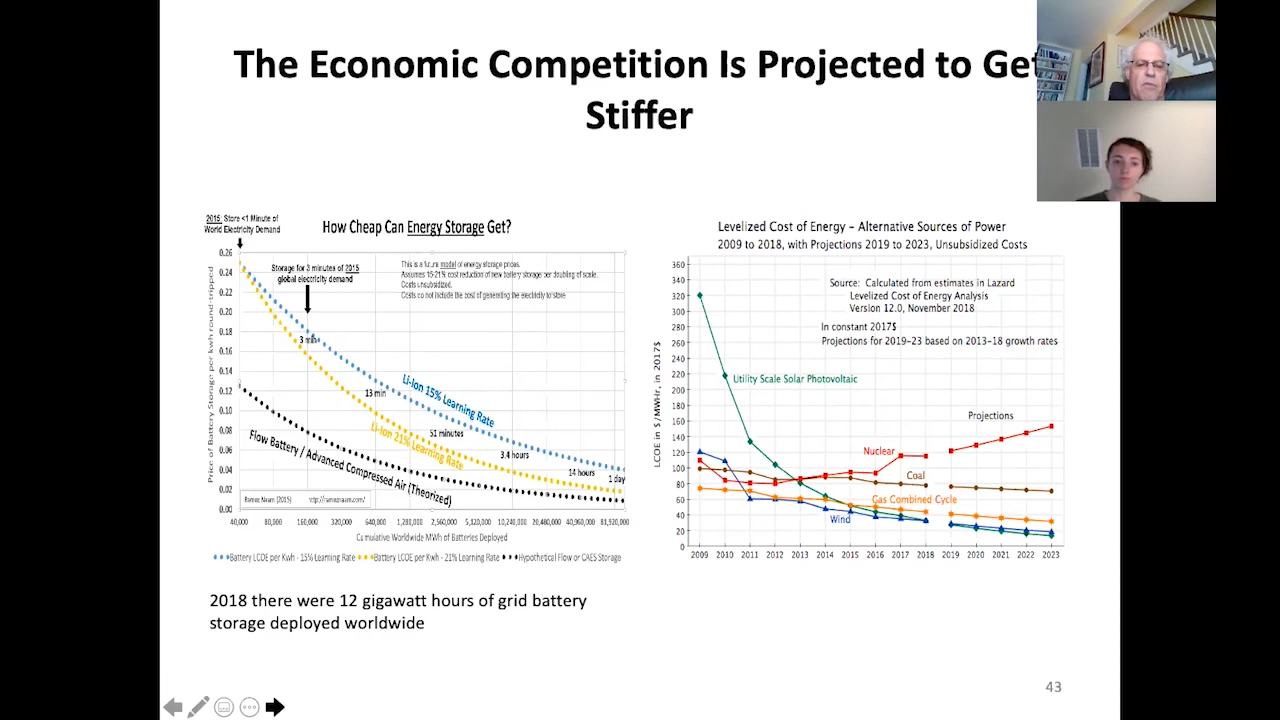 The Economic Competition Is Projected to Get
Stiffer
2015: Store <1 Minute of
World Electricity Demand
How Cheap Can Energy Storage Get?
Storage for 3 minutes of 2015
global electricity demand
This is a future model of energy storage prices.
Assumes 15-21% cost reduction of new battery storage per doubling of scale.
Costs unsubsidized.
Costs do not include the cost of generating the electricity to store
Price of Battery Storage per kwh round-tripped
0.26
0.24
0.22
0.20
0.18
0.16
0.14
0.12
0.10
0.08
0.06
0.04
0.02
0.00
3 min
13 min
51 minutes
3.4 hours
14 hours
1 day
Li-Ion 15% Learning Rate
Li-Ion 21% Learning Rate
Flow Battery / Advanced Compressed Air (Theorized)
Ramez Naam (2015) http://rameznaam.com/
40,000 80,000 160,000 320,000 640,000 1,280,000 2,560,000 5,120,000 10,240,000 20,480,000 40,960,000 81,920,000
Cumulative Worldwide MWh of Batteries Deployed
Battery LCOE per Kwh - 15% Learning Rate Battery LCOE per Kwh - 21% Learning Rate Hypothetical Flow or CAES Storage
2018 there were 12 gigawatt hours of grid battery
storage deployed worldwide
Levelized Cost of Energy – Alternative Sources of Power
2009 to 2018, with Projections 2019 to 2023, Unsubsidized Costs
LCOE in $/MWHr, in 2017$
360
340
320
300
280
260
240
220
200
180
160
140
120
100
80
60
40
20
0
Source: Calculated from estimates in Lazard
Levelized Cost of Energy Analysis
Version 12.0, November 2018
In constant 2017$
Projections for 2019-23 based on 2013-18 growth rates
Utility Scale Solar Photovoltaic
Projections
Nuclear
Coal
Gas Combined Cycle
Wind
2009 2010 2011 2012 2013 2014 2015 2016 2017 2018 2019 2020 2021 2022 2023
43